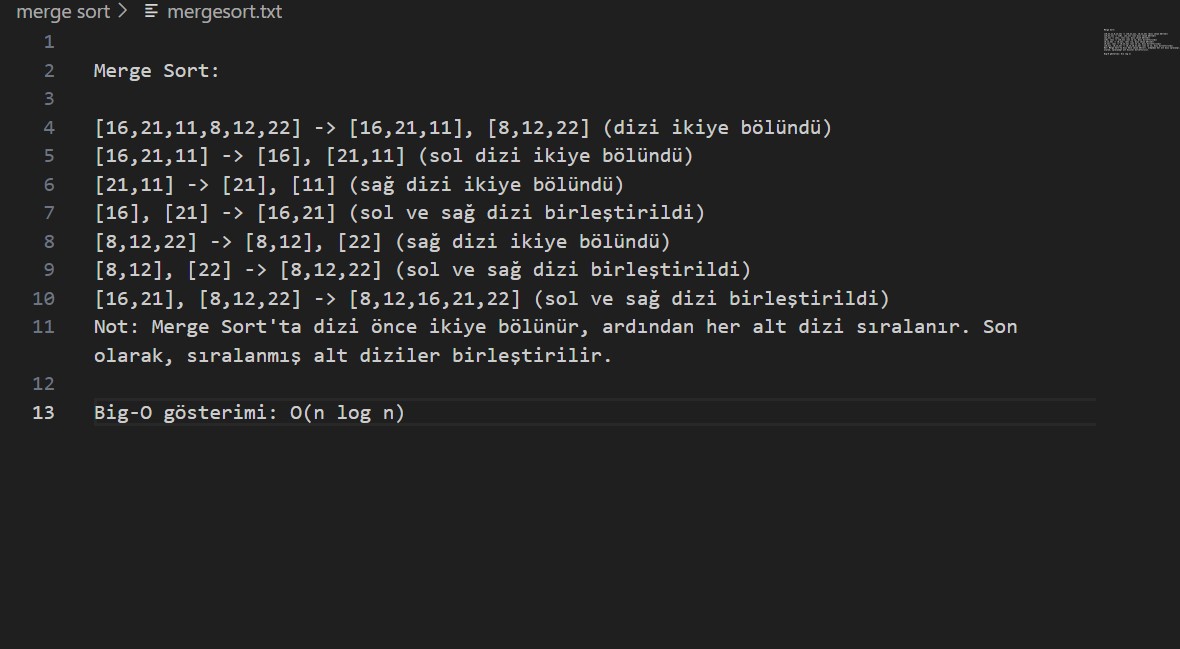 merge sort > mergesort.txt
1
2 Merge Sort:
3
4 [16,21,11,8,12,22] -> [16,21,11], [8,12,22] (dizi ikiye bölündü)
5 [16,21,11] -> [16], [21,11] (sol dizi ikiye bölündü)
6 [21,11] -> [21], [11] (sağ dizi ikiye bölündü)
7 [16], [21] -> [16,21] (sol ve sağ dizi birleştirildi)
8 [8,12,22] -> [8,12], [22] (sağ dizi ikiye bölündü)
9 [8,12], [22] -> [8,12,22] (sol ve sağ dizi birleştirildi)
10 [16,21], [8,12,22] -> [8,12,16,21,22] (sol ve sağ dizi birleştirildi)
11 Not: Merge Sort'ta dizi önce ikiye bölünür, ardından her alt dizi sıralanır. Son
olarak, sıralanmış alt diziler birleştirilir.
12
13 Big-O gösterimi: O(n log n)